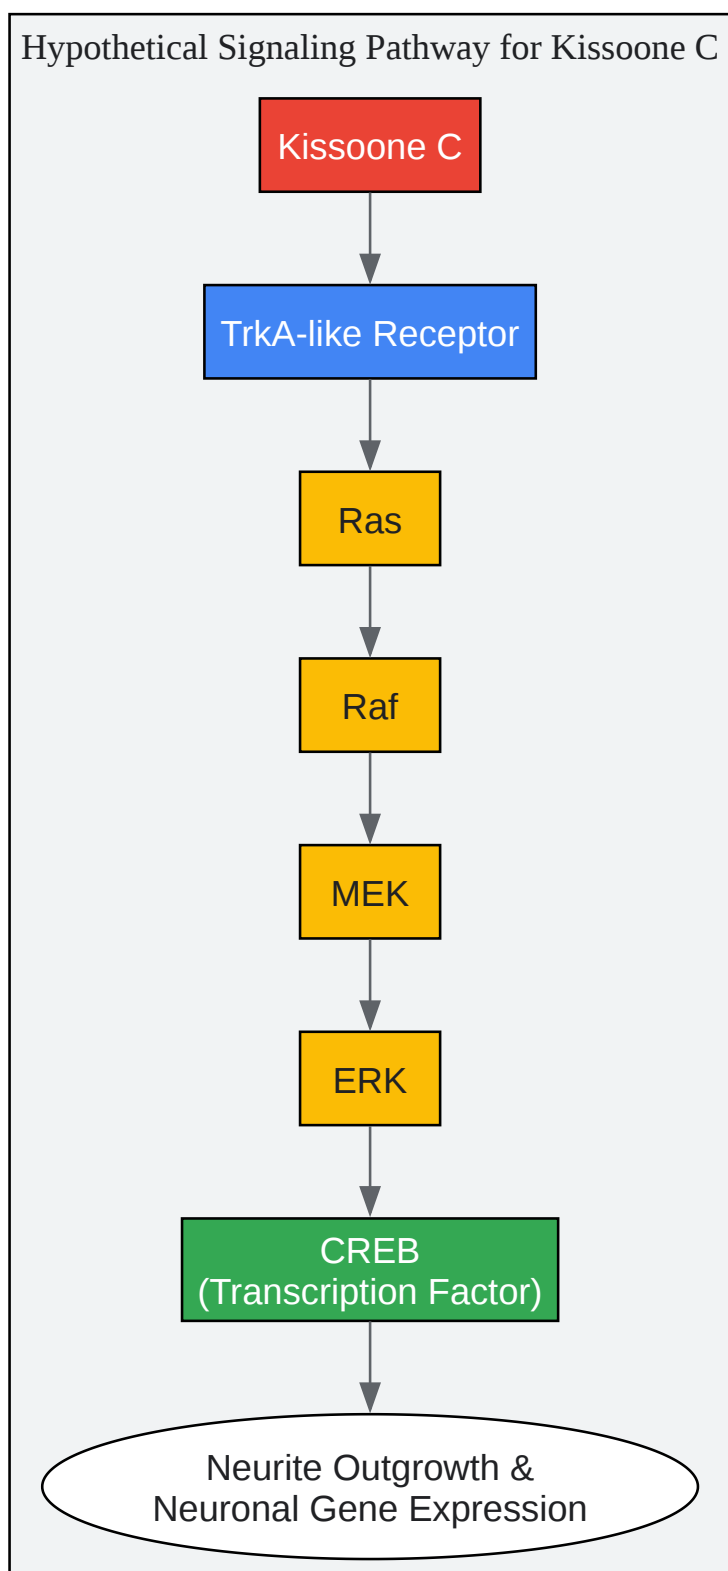 Hypothetical Signaling Pathway for Kissoone C
Kissoone C
TrkA-like Receptor
Ras
Raf
MEK
ERK
CREB
(Transcription Factor)
Neurite Outgrowth &
Neuronal Gene Expression